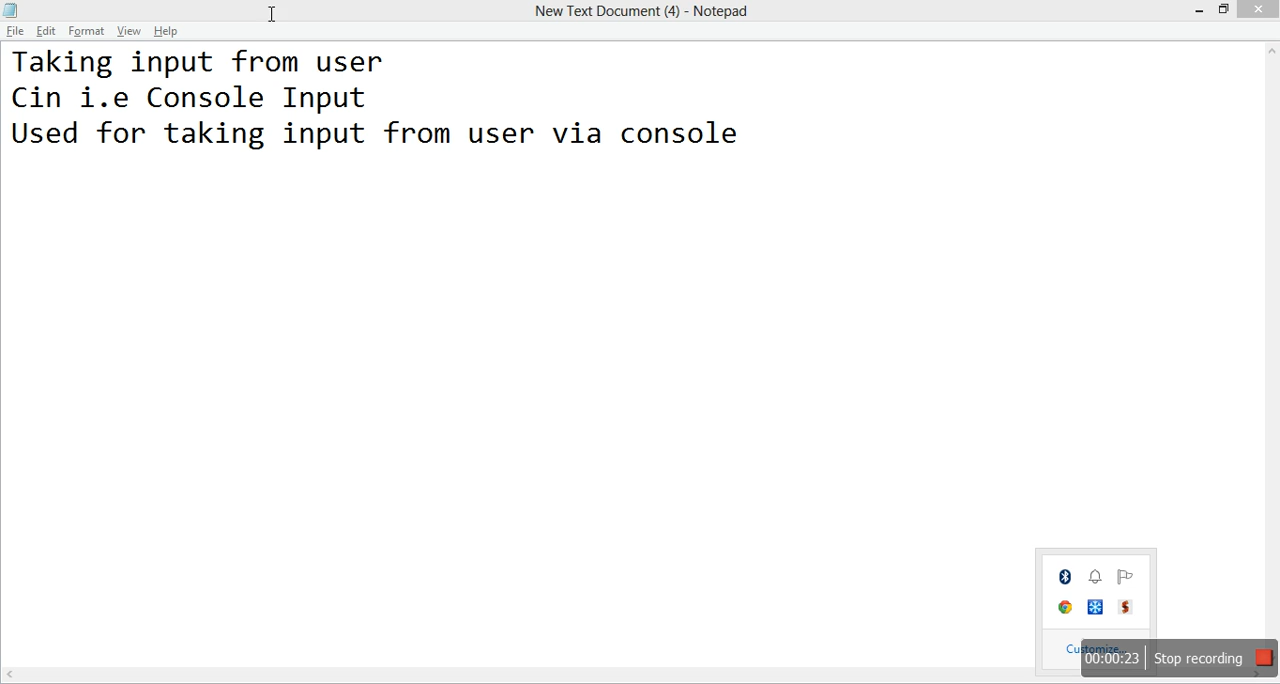 New Text Document (4) - Notepad
File Edit Format View Help
Taking input from user
Cin i.e Console Input
Used for taking input from user via console
Customize...
00:00:23 Stop recording